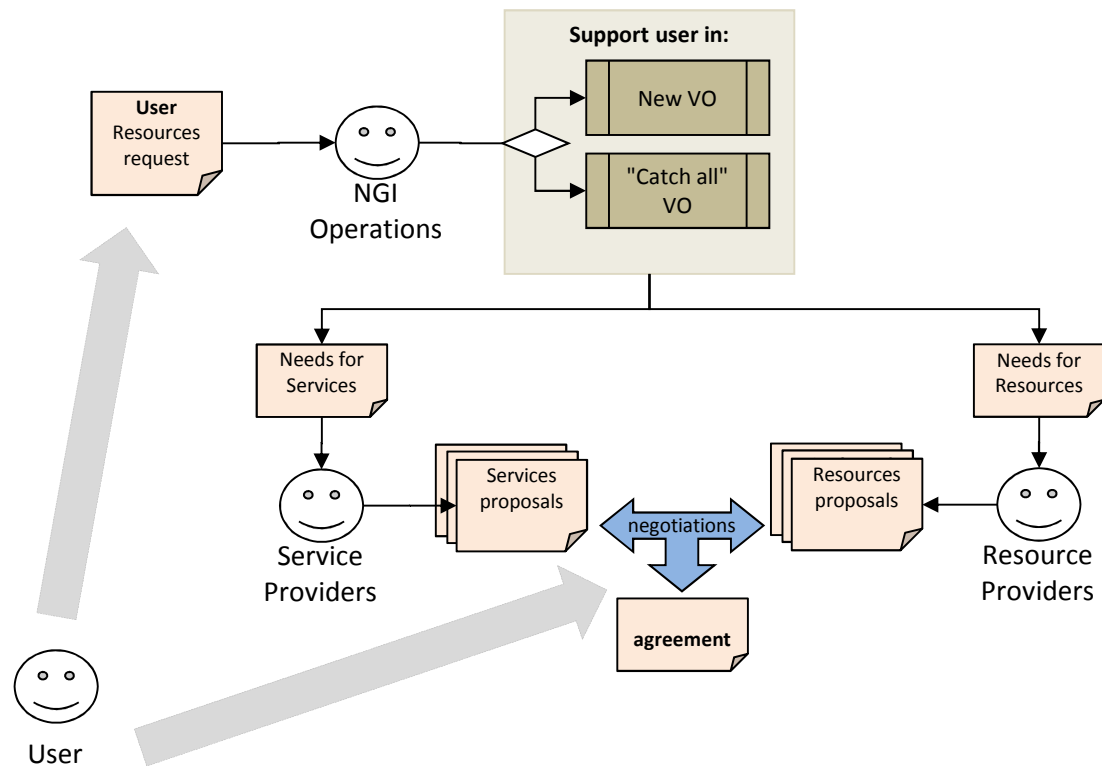 Support user in:
User
Resources
request
New VO
"Catch all"
VO
NGI
Operations
Needs for
Services
Needs for
Resources
Services
proposals
Resources
proposals
negotiations
Service
Providers
Resource
Providers
agreement
User